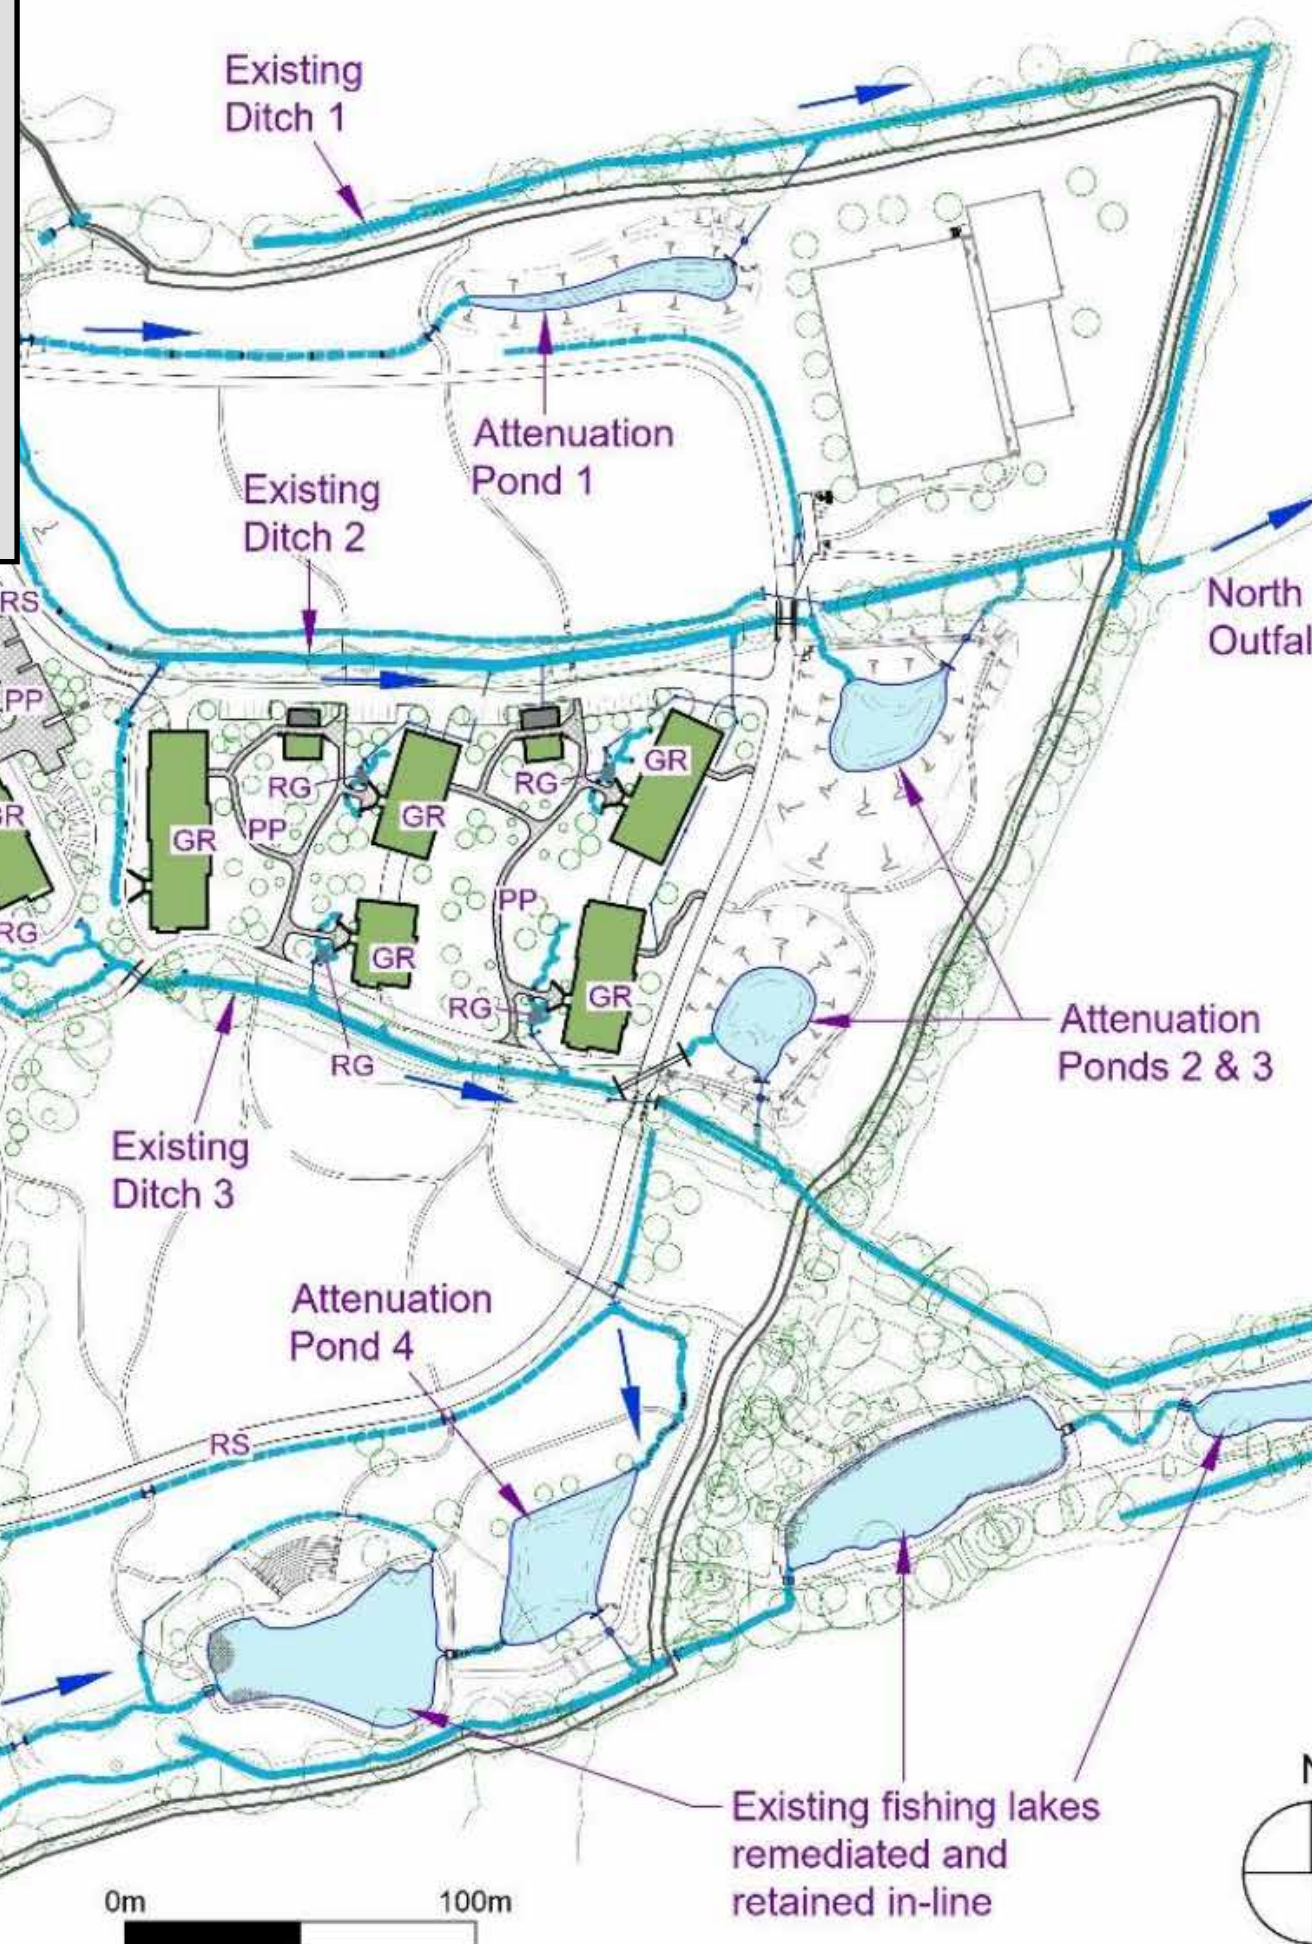 Existing
Ditch 1
Attenuation
Pond 1
Existing
Ditch 2
North
Outfal
RS
PP
GR
RG
GR
PP
RG
GR
RG
GR
PP
RG
GR
RG
GR
RG
Attenuation
Ponds 2 & 3
Existing
Ditch 3
Attenuation
Pond 4
RS
Existing fishing lakes
remediated and
retained in-line
N
0m 100m